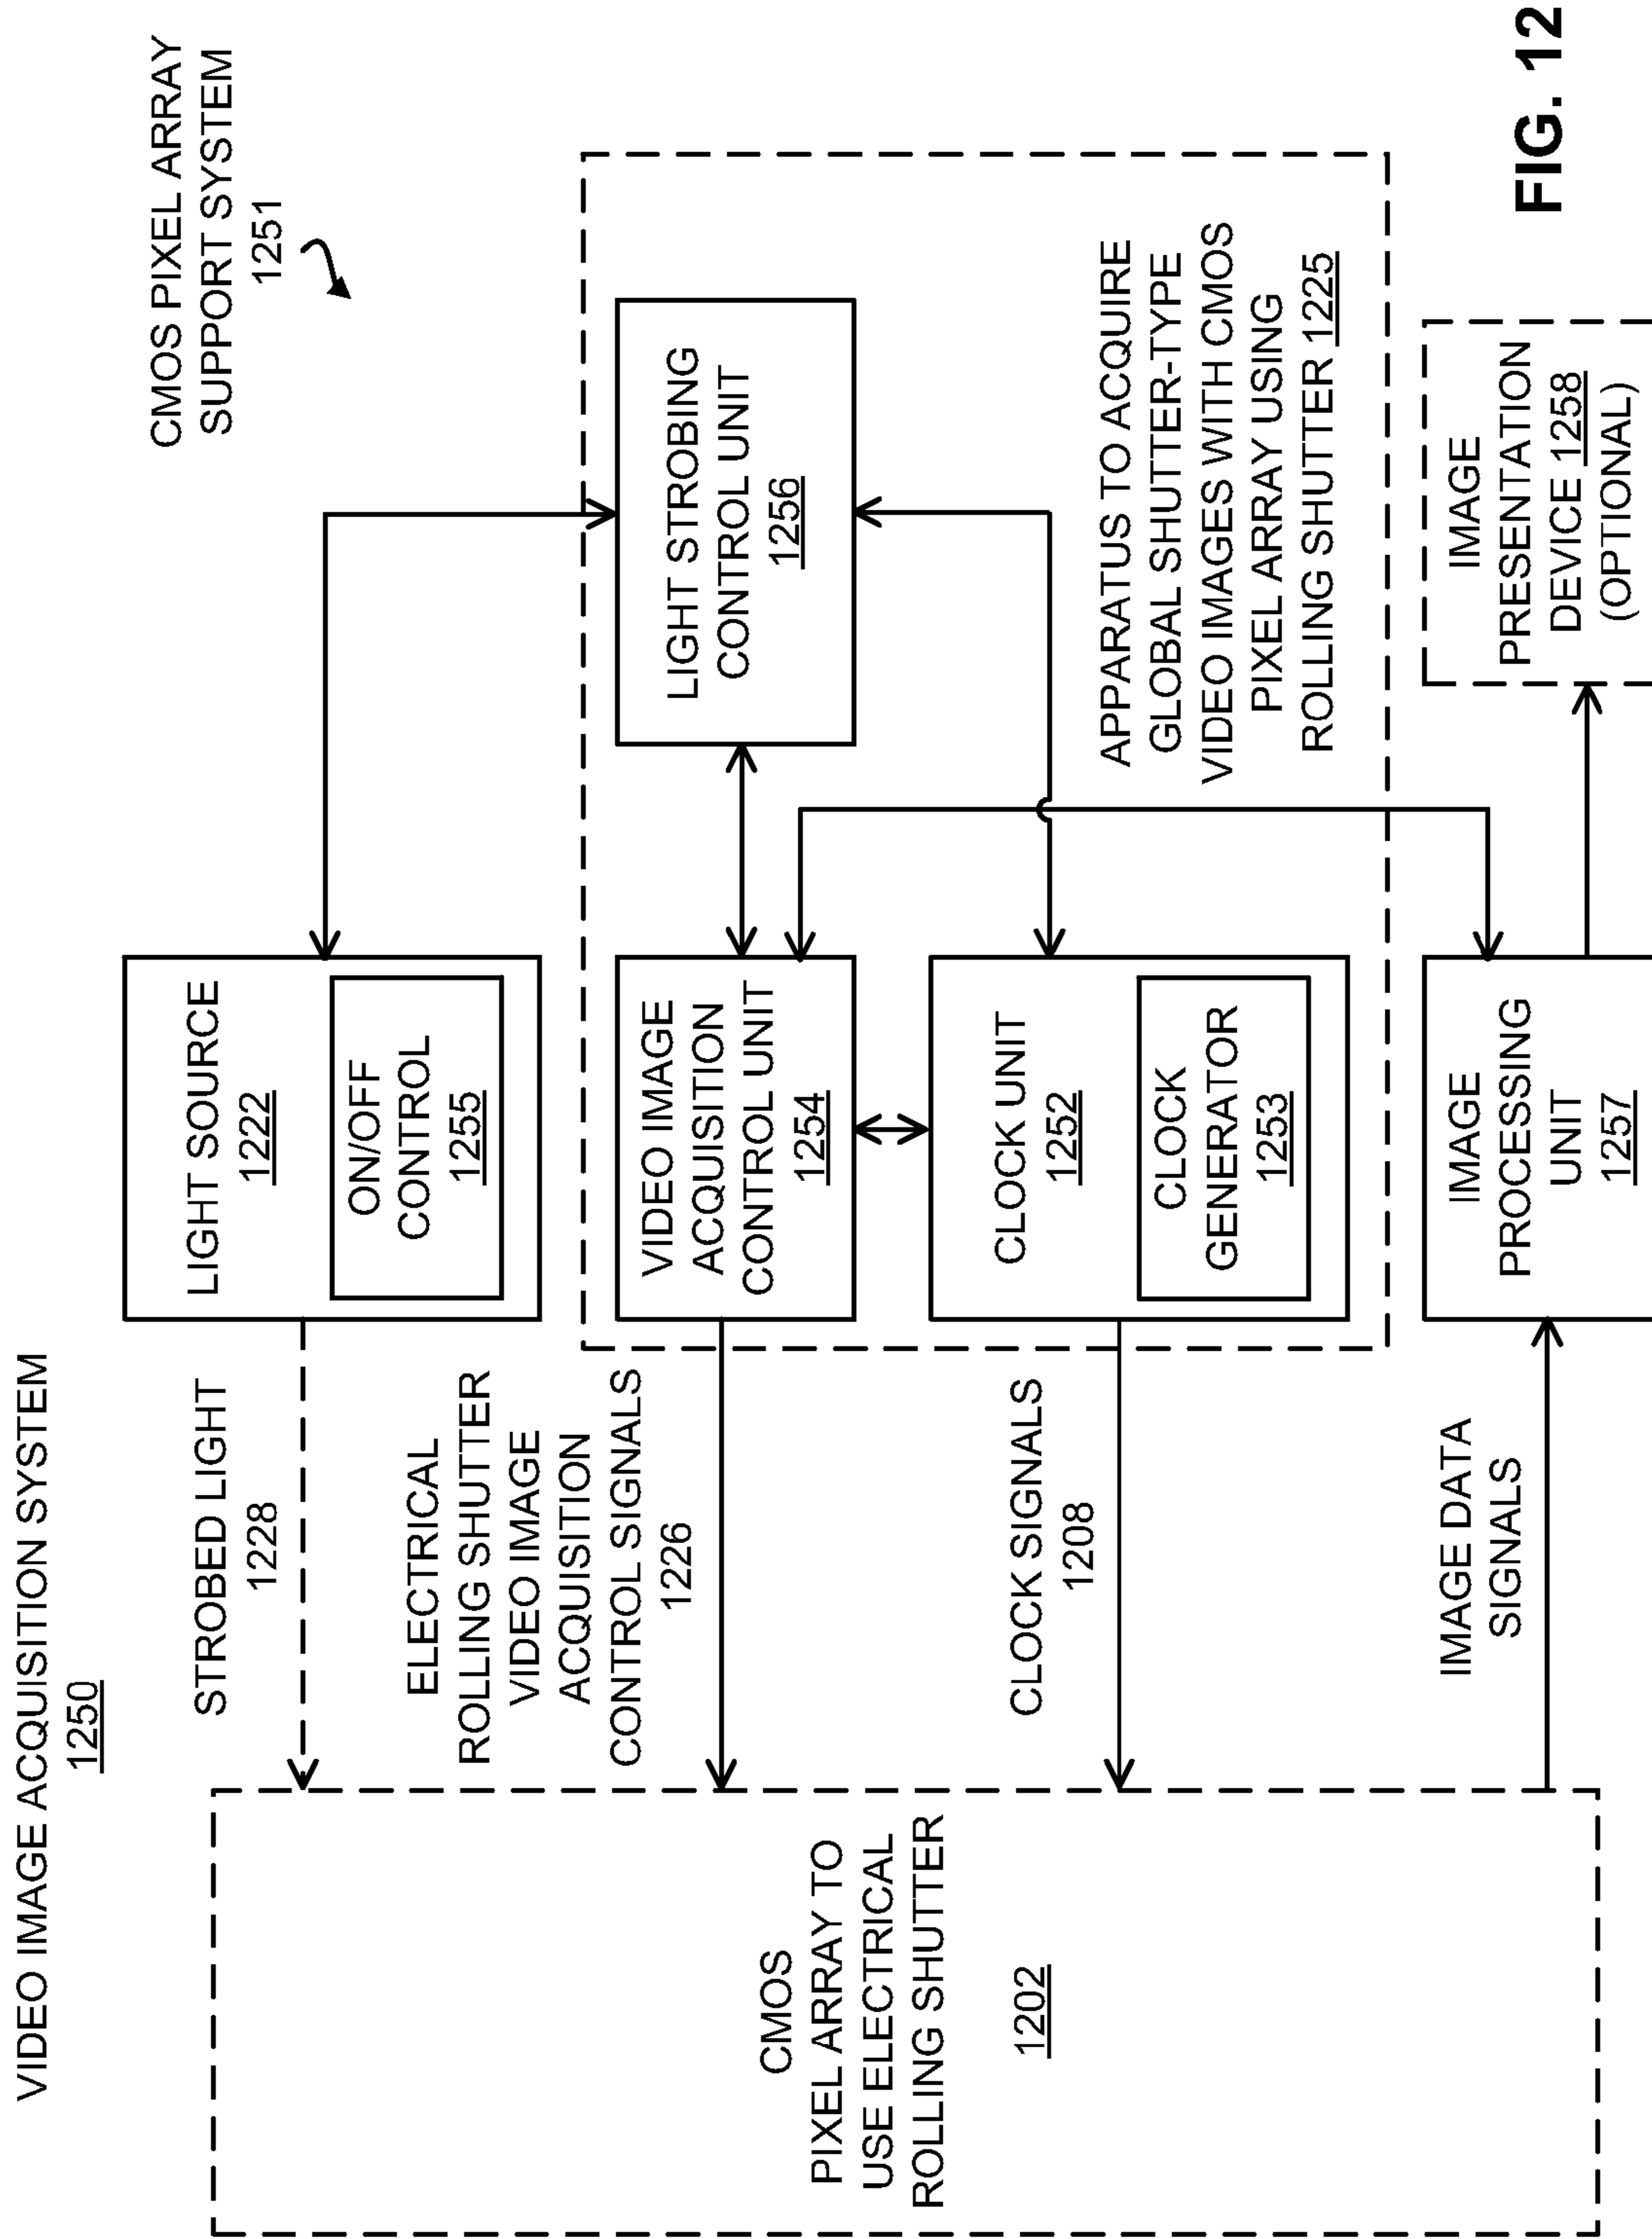 VIDEO IMAGE ACQUISITION SYSTEM
1250
CMOS PIXEL ARRAY
SUPPORT SYSTEM
1251
STROBED LIGHT
1228
LIGHT SOURCE
1222
ON/OFF
CONTROL
1255
ELECTRICAL
ROLLING SHUTTER
VIDEO IMAGE
ACQUISITION
CONTROL SIGNALS
1226
VIDEO IMAGE
ACQUISITION
CONTROL UNIT
1254
LIGHT STROBING
CONTROL UNIT
1256
CMOS
PIXEL ARRAY TO
USE ELECTRICAL
ROLLING SHUTTER
1202
CLOCK SIGNALS
1208
CLOCK UNIT
1252
CLOCK
GENERATOR
1253
APPARATUS TO ACQUIRE
GLOBAL SHUTTER-TYPE
VIDEO IMAGES WITH CMOS
PIXEL ARRAY USING
ROLLING SHUTTER 1225
IMAGE DATA
SIGNALS
IMAGE
PROCESSING
UNIT
1257
IMAGE
PRESENTATION
DEVICE 1258
(OPTIONAL)
FIG. 12